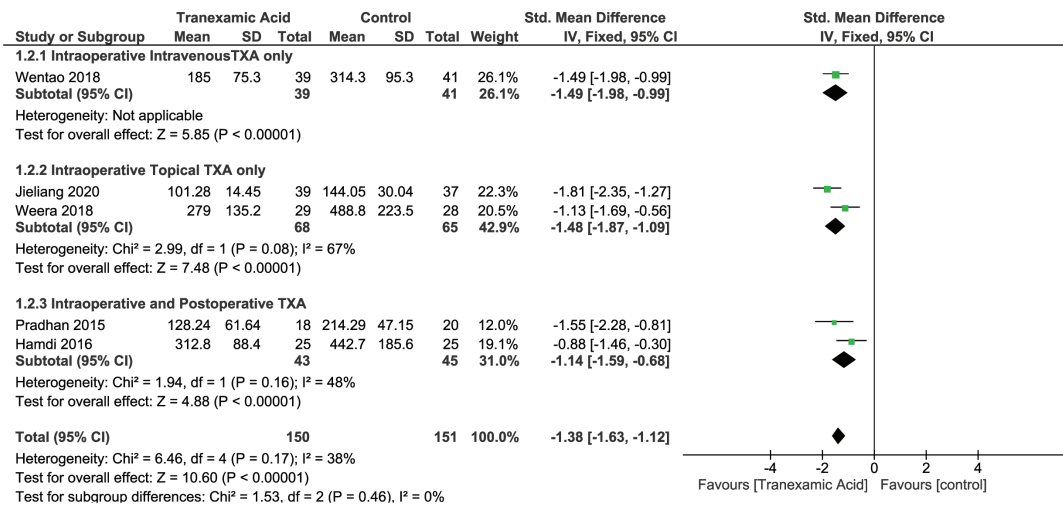 Tranexamic Acid Control Std. Mean Difference Std. Mean Difference
Study or Subgroup Mean SD Total Mean SD Total Weight IV, Fixed, 95% CI IV, Fixed, 95% CI
1.2.1 Intraoperative IntravenousTXA only
Wentao 2018 185 75.3 39 314.3 95.3 41 26.1% -1.49 [-1.98, -0.99]
Subtotal (95% CI) 39 41 26.1% -1.49 [-1.98, -0.99]
Heterogeneity: Not applicable
Test for overall effect: Z = 5.85 (P < 0.00001)
1.2.2 Intraoperative Topical TXA only
Jieliang 2020 101.28 14.45 39 144.05 30.04 37 22.3% -1.81 [-2.35, -1.27]
Weera 2018 279 135.2 29 488.8 223.5 28 20.5% -1.13 [-1.69, -0.56]
Subtotal (95% CI) 68 65 42.9% -1.48 [-1.87, -1.09]
Heterogeneity: Chi² = 2.99, df = 1 (P = 0.08); I² = 67%
Test for overall effect: Z = 7.48 (P < 0.00001)
1.2.3 Intraoperative and Postoperative TXA
Pradhan 2015 128.24 61.64 18 214.29 47.15 20 12.0% -1.55 [-2.28, -0.81]
Hamdi 2016 312.8 88.4 25 442.7 185.6 25 19.1% -0.88 [-1.46, -0.30]
Subtotal (95% CI) 43 45 31.0% -1.14 [-1.59, -0.68]
Heterogeneity: Chi² = 1.94, df = 1 (P = 0.16); I² = 48%
Test for overall effect: Z = 4.88 (P < 0.00001)
Total (95% CI) 150 151 100.0% -1.38 [-1.63, -1.12]
Heterogeneity: Chi² = 6.46, df = 4 (P = 0.17); I² = 38%
Test for overall effect: Z = 10.60 (P < 0.00001)
Test for subgroup differences: Chi² = 1.53, df = 2 (P = 0.46), I² = 0%
-4 -2 0 2 4
Favours [Tranexamic Acid] Favours [control]